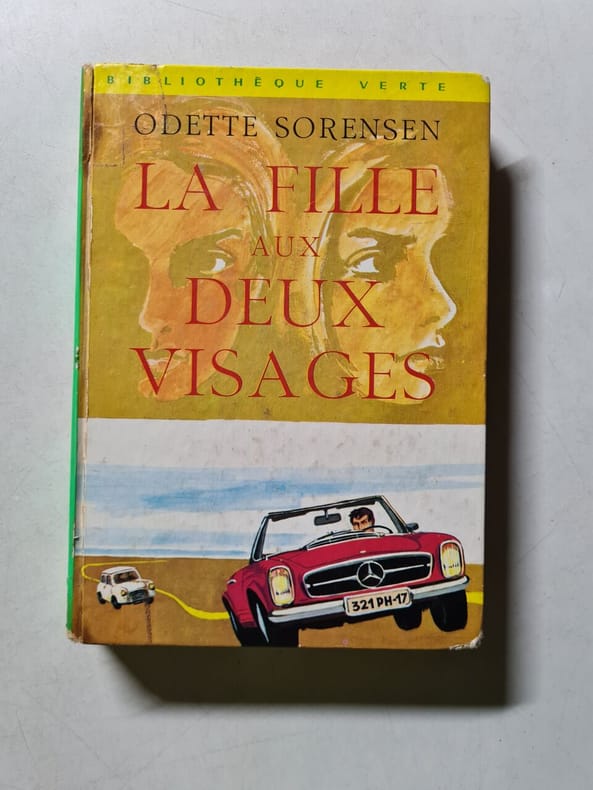 BIBLIOTHÈQUE VERTE
ODETTE SORENSEN
LA FILLE
AUX
DEUX
VISAGES
321 PH-17